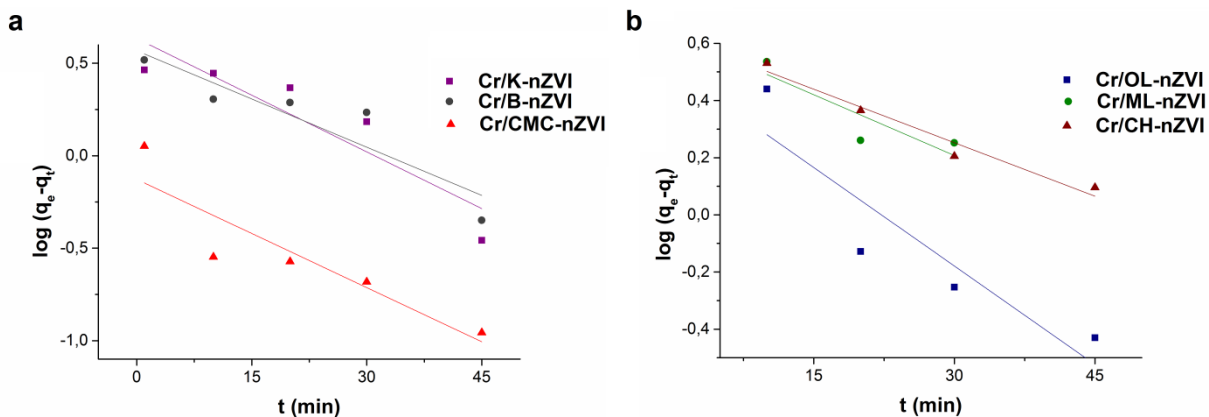 a
0,5
0,0
-0,5
-1,0
log (qe-qt)
0
15
30
45
t (min)
Cr/K-nZVI
Cr/B-nZVI
Cr/CMC-nZVI
b
0,6
0,4
0,2
0,0
-0,2
-0,4
log (qe-qt)
15
30
45
t (min)
Cr/OL-nZVI
Cr/ML-nZVI
Cr/CH-nZVI